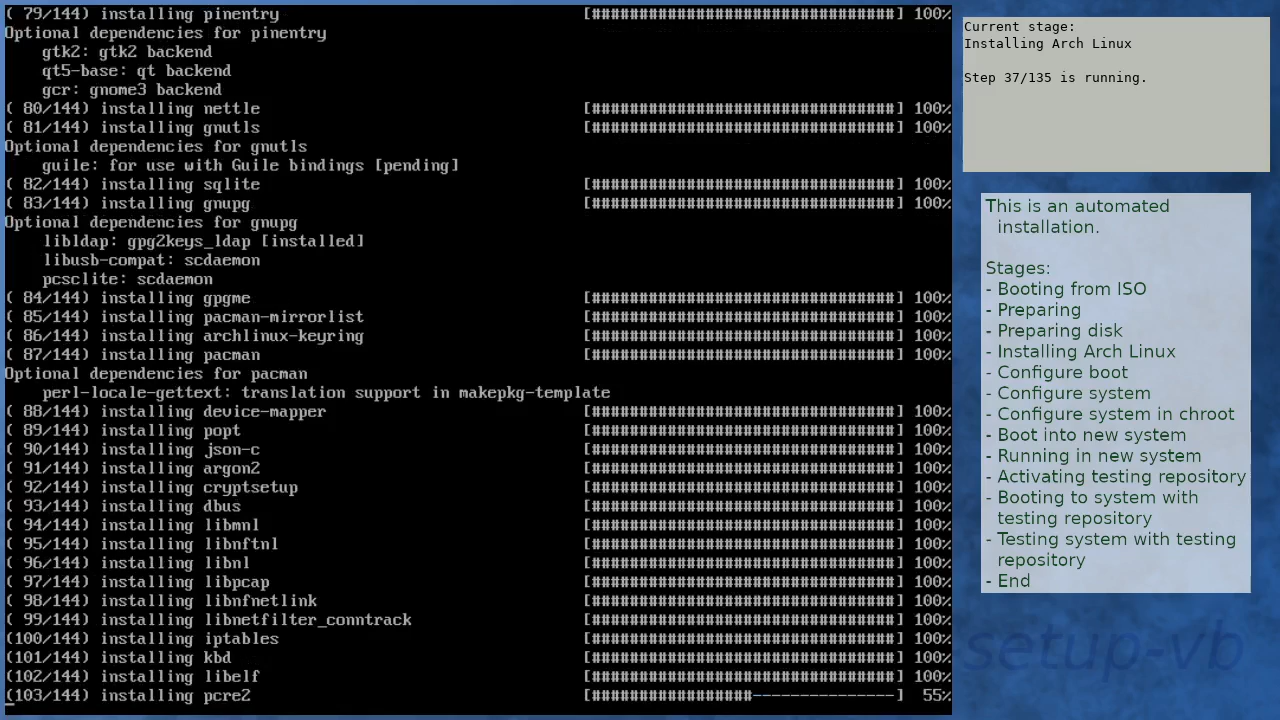 ( 79/144) installing pinentry [################################] 100%
Optional dependencies for pinentry
gtk2: gtk2 backend
qt5-base: qt backend
gcr: gnome3 backend
( 80/144) installing nettle [################################] 100%
( 81/144) installing gnutls [################################] 100%
Optional dependencies for gnutls
guile: for use with Guile bindings [pending]
( 82/144) installing sqlite [################################] 100%
( 83/144) installing gnupg [################################] 100%
Optional dependencies for gnupg
libldap: gpg2keys_ldap [installed]
libusb-compat: scdaemon
pcsclite: scdaemon
( 84/144) installing gpgme [################################] 100%
( 85/144) installing pacman-mirrorlist [################################] 100%
( 86/144) installing archlinux-keyring [################################] 100%
( 87/144) installing pacman [################################] 100%
Optional dependencies for pacman
perl-locale-gettext: translation support in makepkg-template
( 88/144) installing device-mapper [################################] 100%
( 89/144) installing popt [################################] 100%
( 90/144) installing json-c [################################] 100%
( 91/144) installing argon2 [################################] 100%
( 92/144) installing cryptsetup [################################] 100%
( 93/144) installing dbus [################################] 100%
( 94/144) installing libmnl [################################] 100%
( 95/144) installing libnftnl [################################] 100%
( 96/144) installing libnl [################################] 100%
( 97/144) installing libpcap [################################] 100%
( 98/144) installing libnfnetlink [################################] 100%
( 99/144) installing libnetfilter_conntrack [################################] 100%
(100/144) installing iptables [################################] 100%
(101/144) installing kbd [################################] 100%
(102/144) installing libelf [################################] 100%
(103/144) installing pcre2 [#################---------------] 55%
Current stage:
Installing Arch Linux
Step 37/135 is running.
This is an automated
installation.
Stages:
- Booting from ISO
- Preparing
- Preparing disk
- Installing Arch Linux
- Configure boot
- Configure system
- Configure system in chroot
- Boot into new system
- Running in new system
- Activating testing repository
- Booting to system with
testing repository
- Testing system with testing
repository
- End
setup-vb